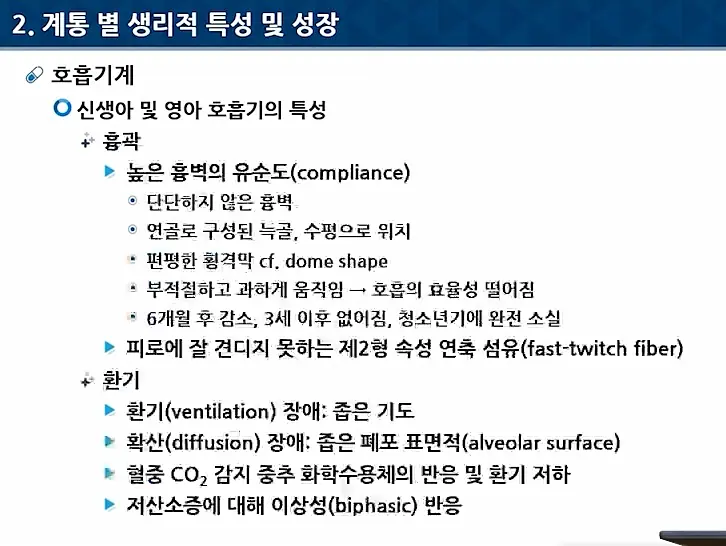 2. 계통 별 생리적 특성 및 성장
호흡기계
신생아 및 영아 호흡기의 특성
흉곽
높은 흉벽의 유순도(compliance)
단단하지 않은 흉벽
연골로 구성된 늑골, 수평으로 위치
편평한 횡격막 cf. dome shape
부적절하고 과하게 움직임 → 호흡의 효율성 떨어짐
6개월 후 감소, 3세 이후 없어짐, 청소년기에 완전 소실
피로에 잘 견디지 못하는 제2형 속성 연축 섬유(fast-twitch fiber)
환기
환기(ventilation) 장애: 좁은 기도
확산(diffusion) 장애: 좁은 폐포 표면적(alveolar surface)
혈중 CO₂ 감지 중추 화학수용체의 반응 및 환기 저하
저산소증에 대해 이상성(biphasic) 반응